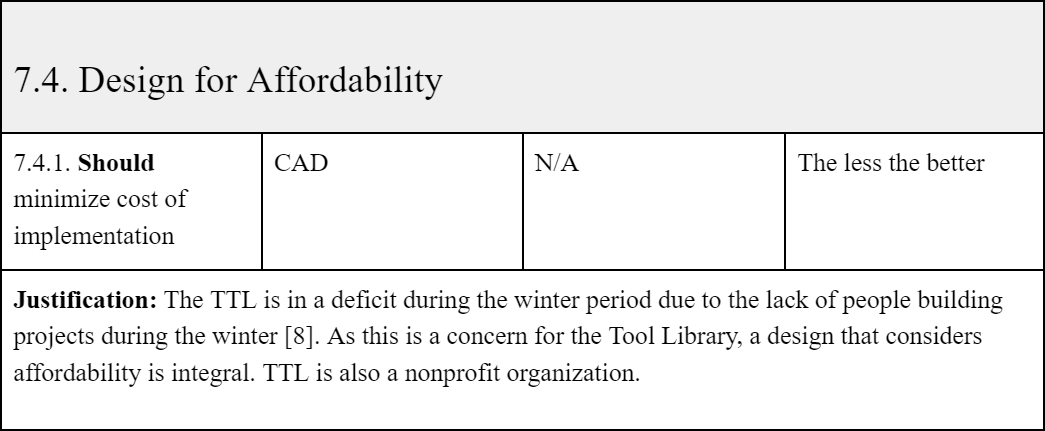 7.4. Design for Affordability
7.4.1. Should
minimize cost of
implementation
CAD
N/A
The less the better
Justification: The TTL is in a deficit during the winter period due to the lack of people building
projects during the winter [8]. As this is a concern for the Tool Library, a design that considers
affordability is integral. TTL is also a nonprofit organization.